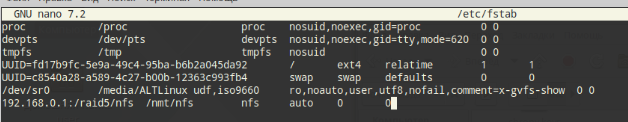 GNU nano 7.2 /etc/fstab
proc /proc proc nosuid,noexec,gid=proc 0 0
devpts /dev/pts devpts nosuid,noexec,gid=tty,mode=620 0 0
tmpfs /tmp tmpfs nosuid 0 0
UUID=fd17b9fc-5e9a-49c4-95ba-b6b2a045da92 / ext4 relatime 1 1
UUID=c8540a28-a589-4c27-b00b-12363c993fb4 swap swap defaults 0 0
/dev/sr0 /media/ALTLinux udf,iso9660 ro,noauto,user,utf8,nofail,comment=x-gvfs-show 0 0
192.168.0.1:/raid5/nfs /nmt/nfs nfs auto 0 0